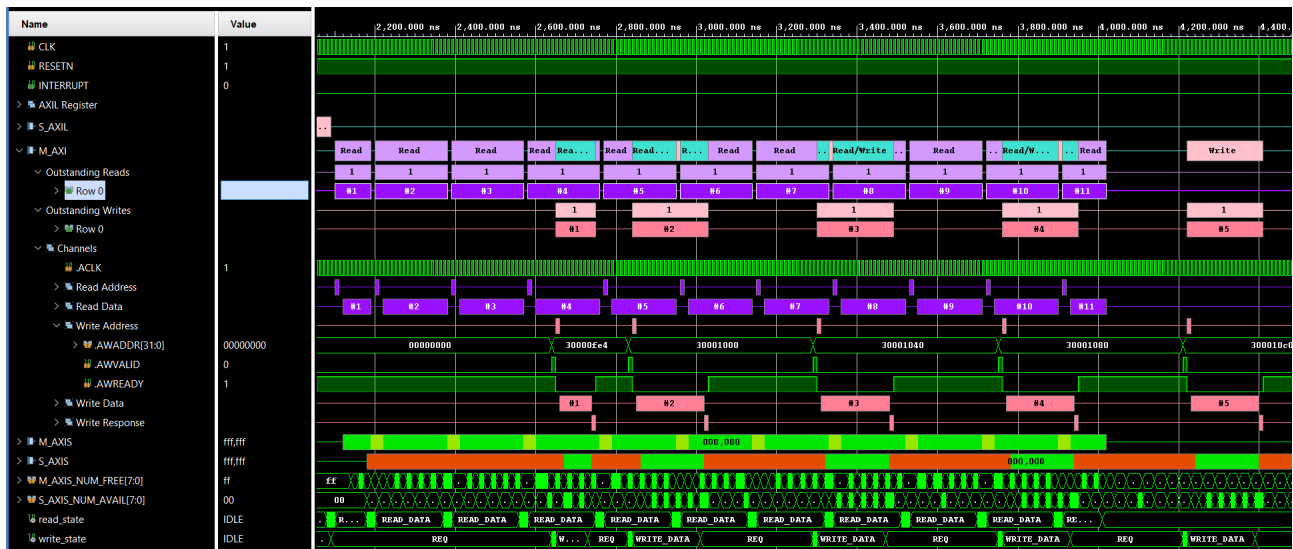 Name Value
2,200.000 ns 2,400.000 ns 2,600.000 ns 2,800.000 ns 3,000.000 ns 3,200.000 ns 3,400.000 ns 3,600.000 ns 3,800.000 ns 4,000.000 ns 4,200.000 ns 4,400.
CLK 1
RESETN 1
INTERRUPT 0
AXIL Register
S_AXIL ..
M_AXI Read Read Read Read Rea... Read Read... R... Read Read .. Read/Write .. Read .. Read/W... .. Read Write
Outstanding Reads 1 1 1 1 1 1 1 1 1 1 1
Row 0 #1 #2 #3 #4 #5 #6 #7 #8 #9 #10 #11
Outstanding Writes 1 1 1 1 1
Row 0 #1 #2 #3 #4 #5
Channels
.ACLK 1
Read Address
Read Data #1 #2 #3 #4 #5 #6 #7 #8 #9 #10 #11
Write Address
.AWADDR[31:0] 00000000 00000000 30000fe4 30001000 30001040 30001080 300010c0
.AWVALID 0
.AWREADY 1
Write Data #1 #2 #3 #4 #5
Write Response
M_AXIS fff,fff 000,000
S_AXIS fff,fff 000,000
M_AXIS_NUM_FREE[7:0] ff ff
S_AXIS_NUM_AVAIL[7:0] 00 00
read_state IDLE . R... READ_DATA READ_DATA READ_DATA READ_DATA READ_DATA READ_DATA READ_DATA READ_DATA READ_DATA RE...
write_state IDLE . REQ W... REQ WRITE_DATA REQ WRITE_DATA REQ WRITE_DATA REQ WRITE_DATA